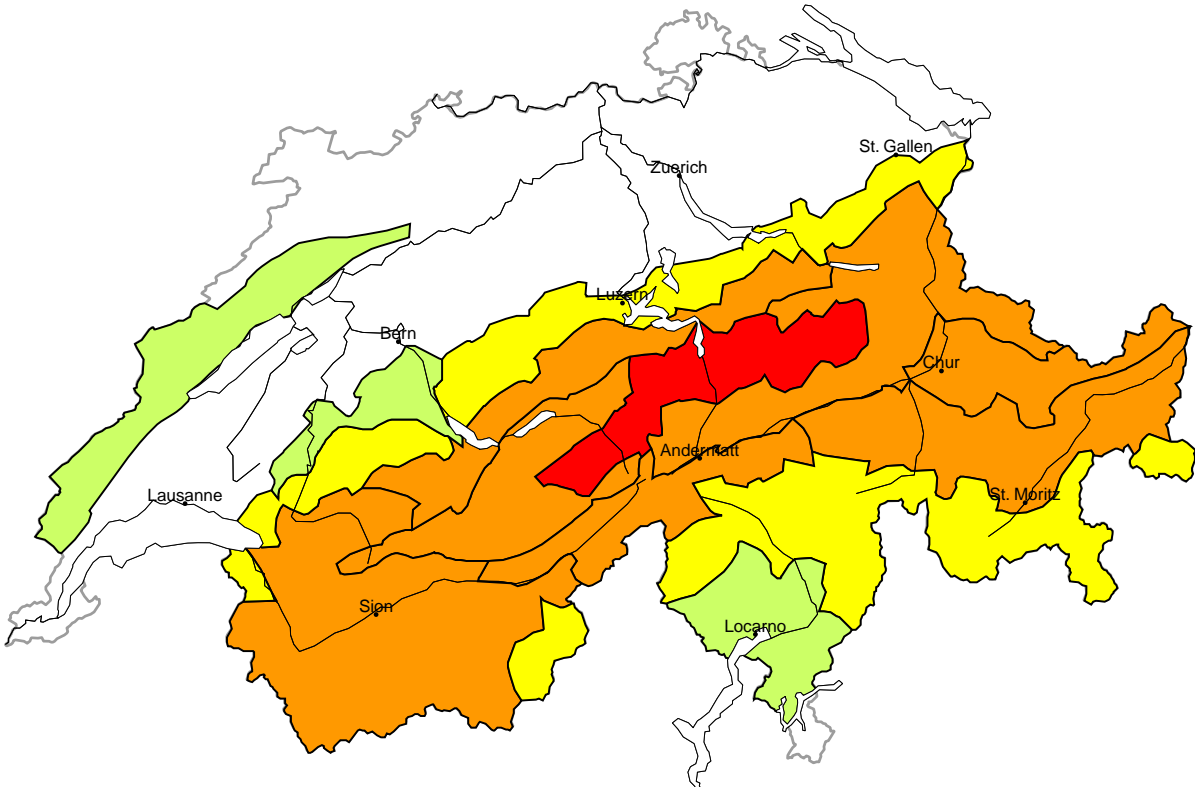 St. Gallen
Zuerich
Luzern
Bern
Chur
Andermatt
Lausanne
St. Moritz
Sion
Locarno